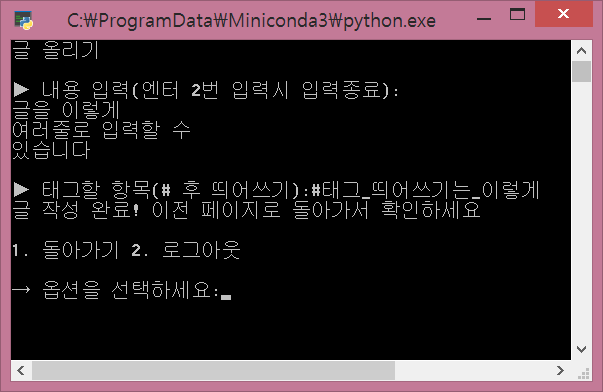 C:₩ProgramData₩Miniconda3₩python.exe
글 올리기
▶ 내용 입력(엔터 2번 입력시 입력종료):
글을 이렇게
여러줄로 입력할 수
있습니다
▶ 태그할 항목(# 후 띄어쓰기):#태그_띄어쓰기는_이렇게
글 작성 완료! 이전 페이지로 돌아가서 확인하세요
1. 돌아가기 2. 로그아웃
→ 옵션을 선택하세요:_